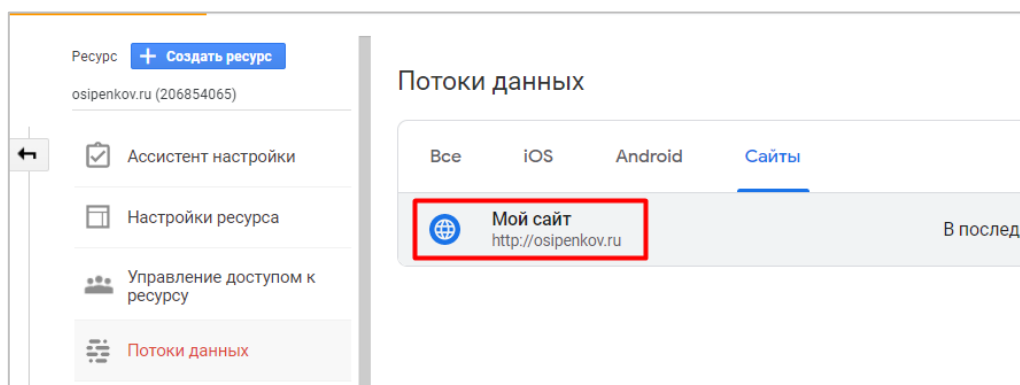 Ресурс
Создать ресурс
osipenkov.ru (206854065)
Ассистент настройки
Настройки ресурса
Управление доступом к
ресурсу
Потоки данных
Потоки данных
Все iOS Android Сайты
Мой сайт
http://osipenkov.ru
В послед